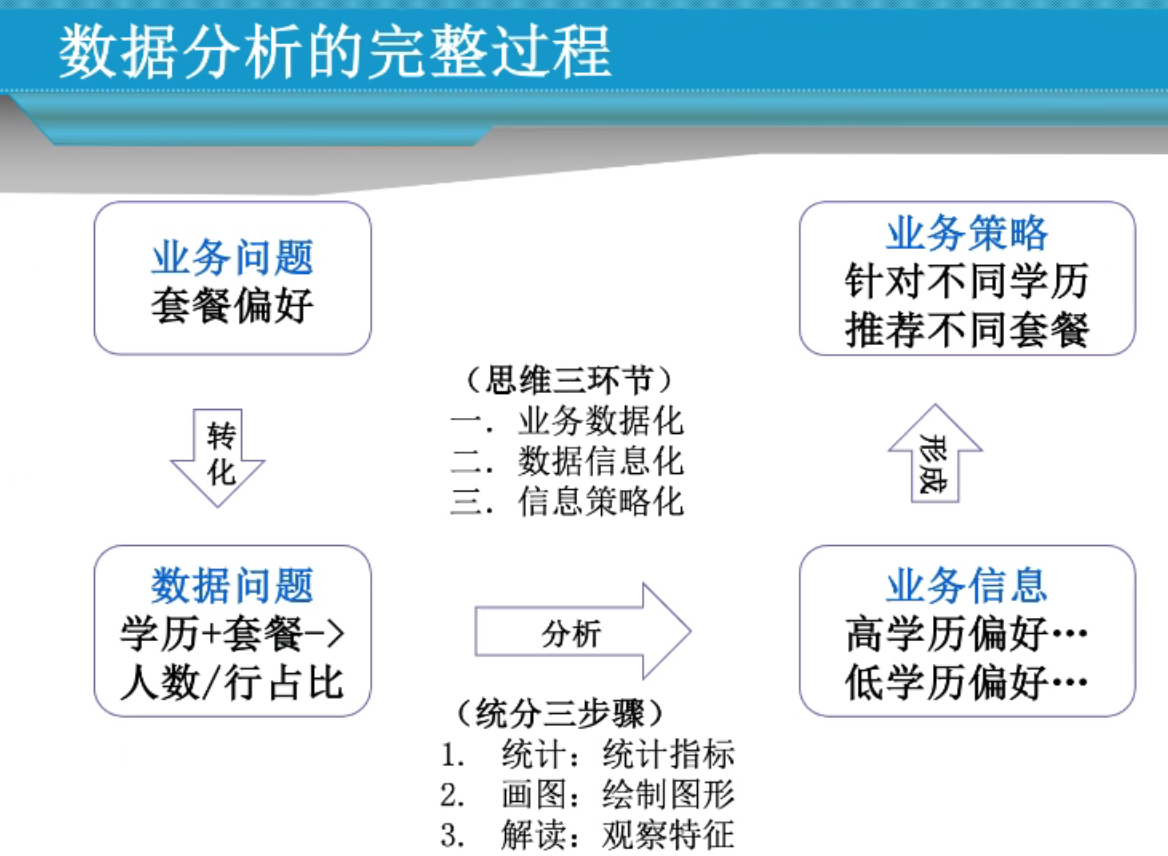 数据分析的完整过程
业务问题
套餐偏好
转
化
数据问题
学历+套餐->
人数/行占比
（思维三环节）
一. 业务数据化
二. 数据信息化
三. 信息策略化
分析
（统分三步骤）
1. 统计：统计指标
2. 画图：绘制图形
3. 解读：观察特征
业务信息
高学历偏好…
低学历偏好…
形成
业务策略
针对不同学历
推荐不同套餐